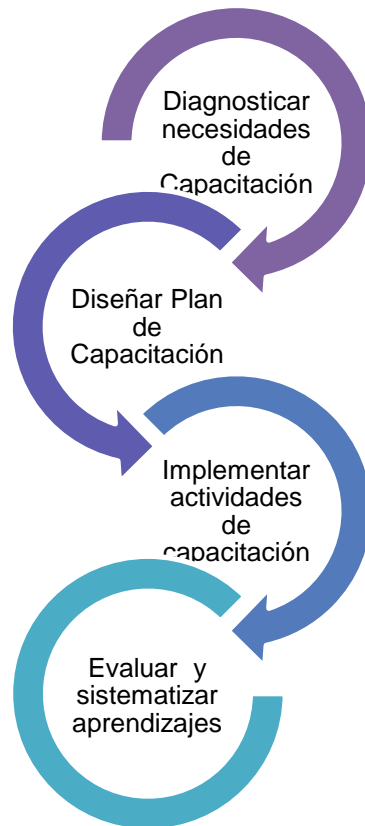 Diagnosticar
necesidades
de
Capacitación
Diseñar Plan
de
Capacitación
Implementar
actividades
de
capacitación
Evaluar y
sistematizar
aprendizajes